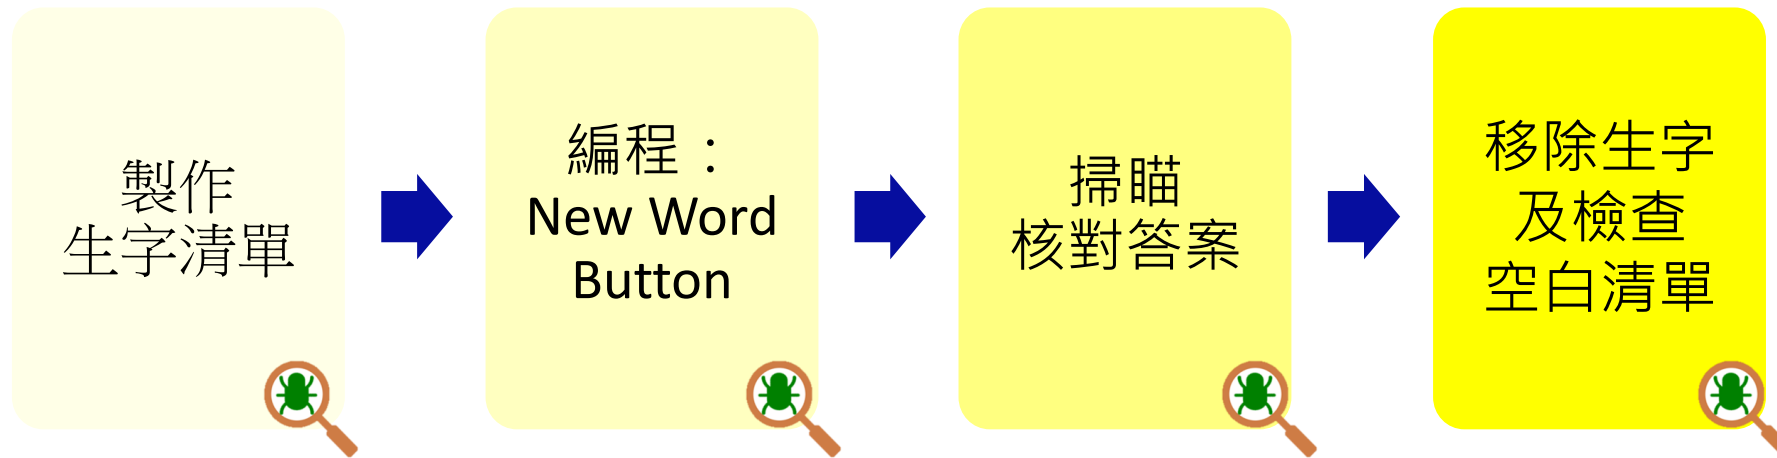 製作
生字清單
編程：
New Word
Button
掃瞄
核對答案
移除生字
及檢查
空白清單